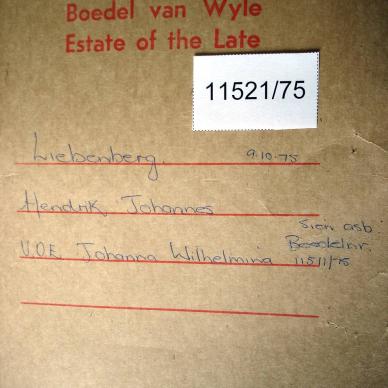 Boedel van Wyle
Estate of the Late
11521/75
Liebenberg. 9.10.75
Hendrik Johannes
Sien asb
V.O.E. Johanna Wilhelmina Boedelnr.
11511/75